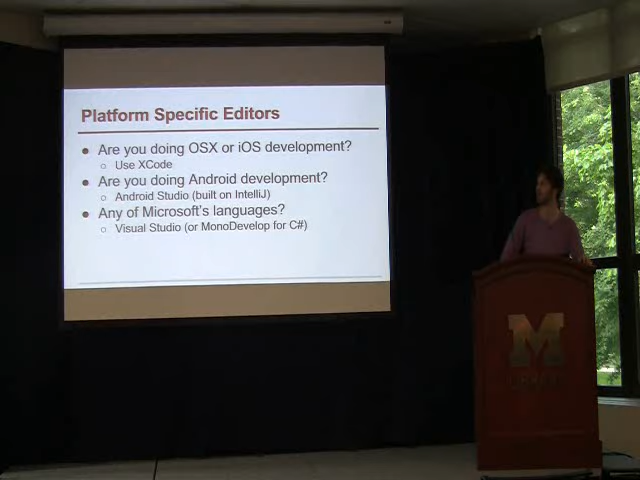 Platform Specific Editors
● Are you doing OSX or iOS development?
○ Use XCode
● Are you doing Android development?
○ Android Studio (built on IntelliJ)
● Any of Microsoft's languages?
○ Visual Studio (or MonoDevelop for C#)
M